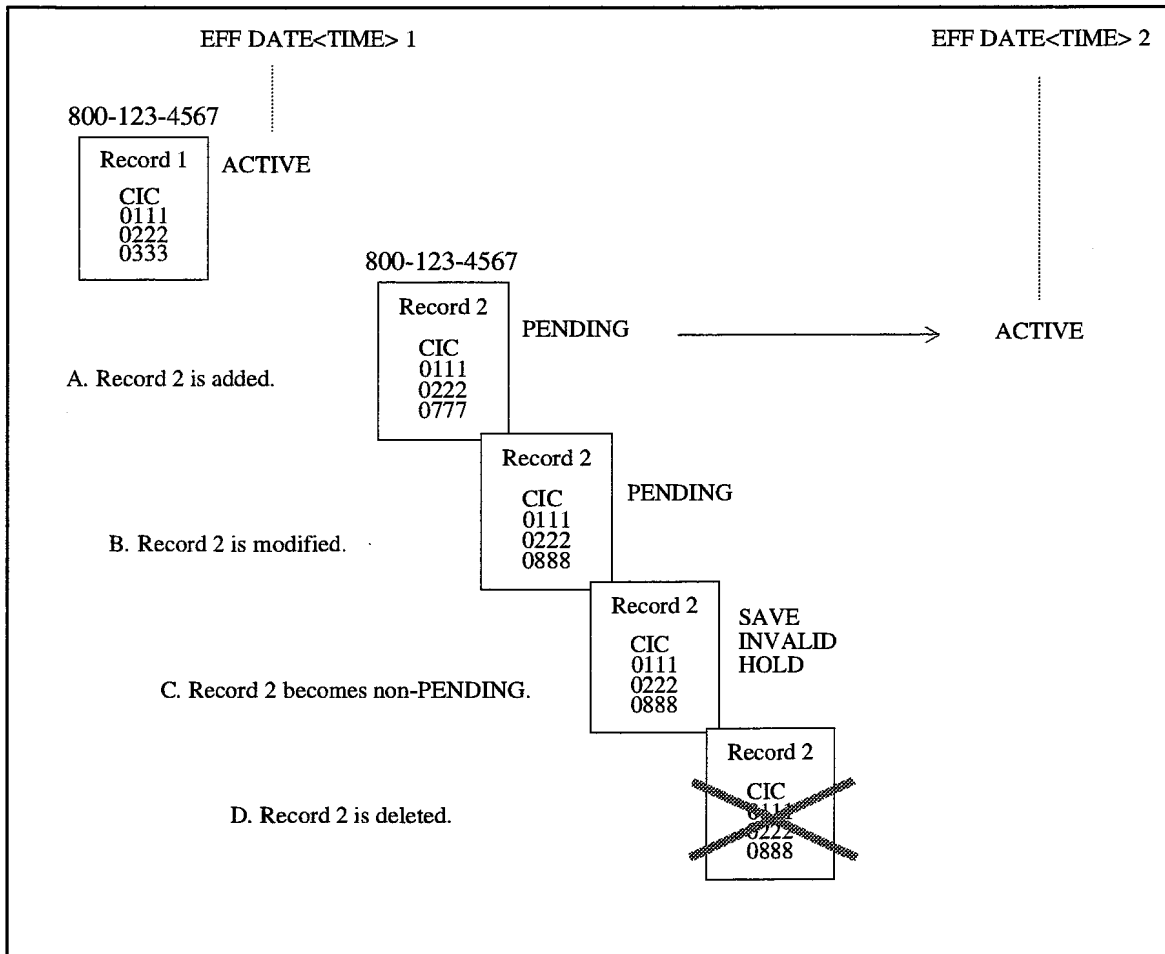 EFF DATE<TIME> 1
EFF DATE<TIME> 2
800-123-4567
Record 1
ACTIVE
CIC
0111
0222
0333
800-123-4567
Record 2
PENDING
ACTIVE
CIC
0111
0222
0777
A. Record 2 is added.
Record 2
PENDING
CIC
0111
0222
0888
B. Record 2 is modified.
Record 2
SAVE
INVALID
HOLD
CIC
0111
0222
0888
C. Record 2 becomes non-PENDING.
Record 2
CIC
0111
0222
0888
D. Record 2 is deleted.